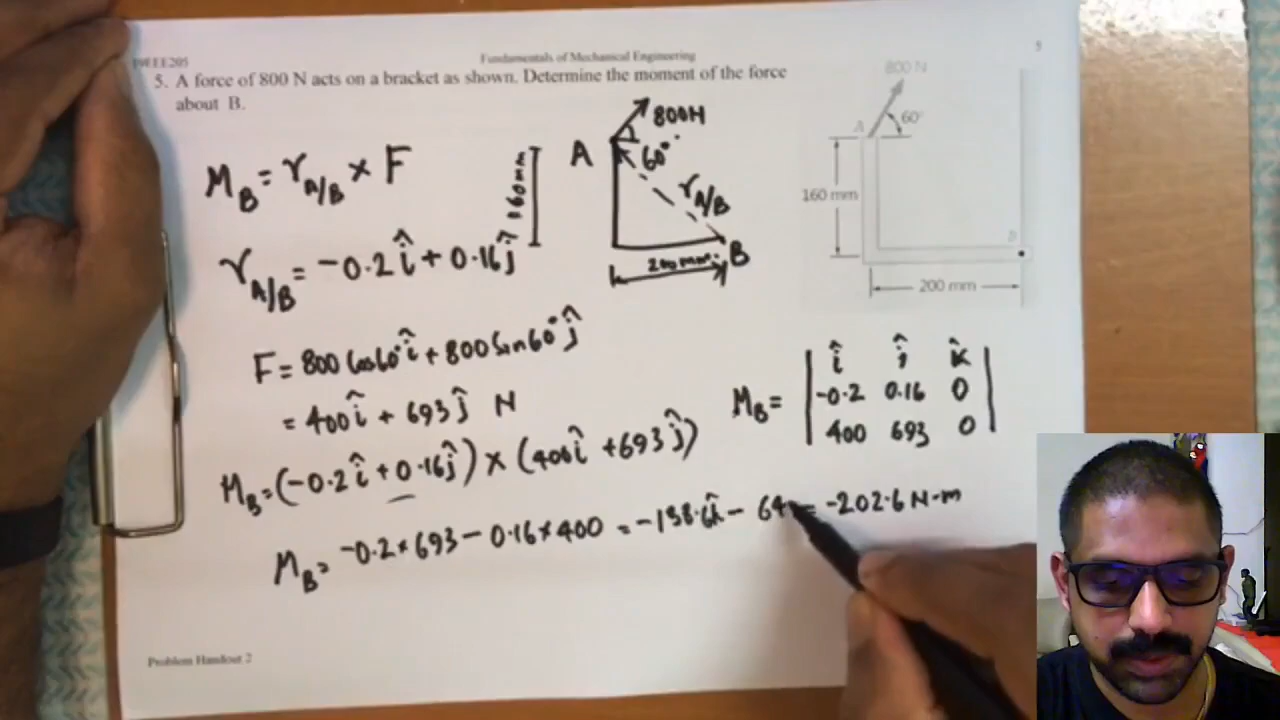 Fundamentals of Mechanical Engineering
5
5. A force of 800 N acts on a bracket as shown. Determine the moment of the force
about B.
M_B = r_A/B × F
r_A/B = -0.2î + 0.16ĵ
F = 800 Cos60°î + 800 Sin60°ĵ
= 400î + 693ĵ N
M_B = (-0.2î + 0.16ĵ) × (400î + 693ĵ)
M_B = -0.2×693 - 0.16×400 = -138.6k̂ - 64 = -202.6 N-m
160mm
A
800N
60°
r_A/B
B
200mm
800 N
A
60°
160 mm
B
200 mm
M_B = | î ĵ k̂ |
-0.2 0.16 0
400 693 0
Problem Handout 2